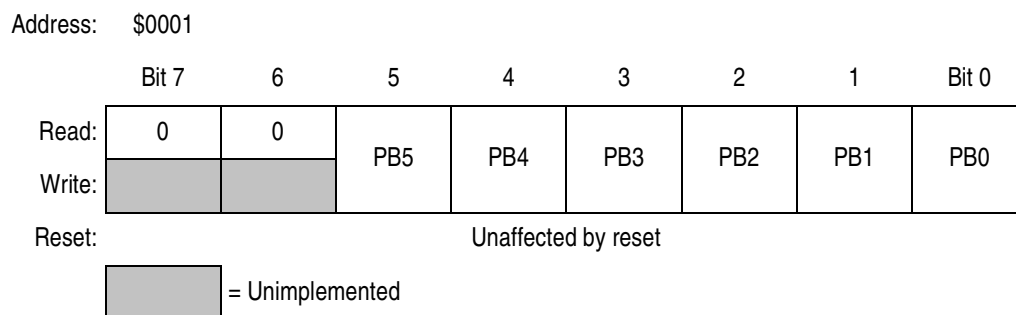 Address: $0001
Bit 7 6 5 4 3 2 1 Bit 0
Read: 0 0
PB5 PB4 PB3 PB2 PB1 PB0
Write:
Reset: Unaffected by reset
= Unimplemented